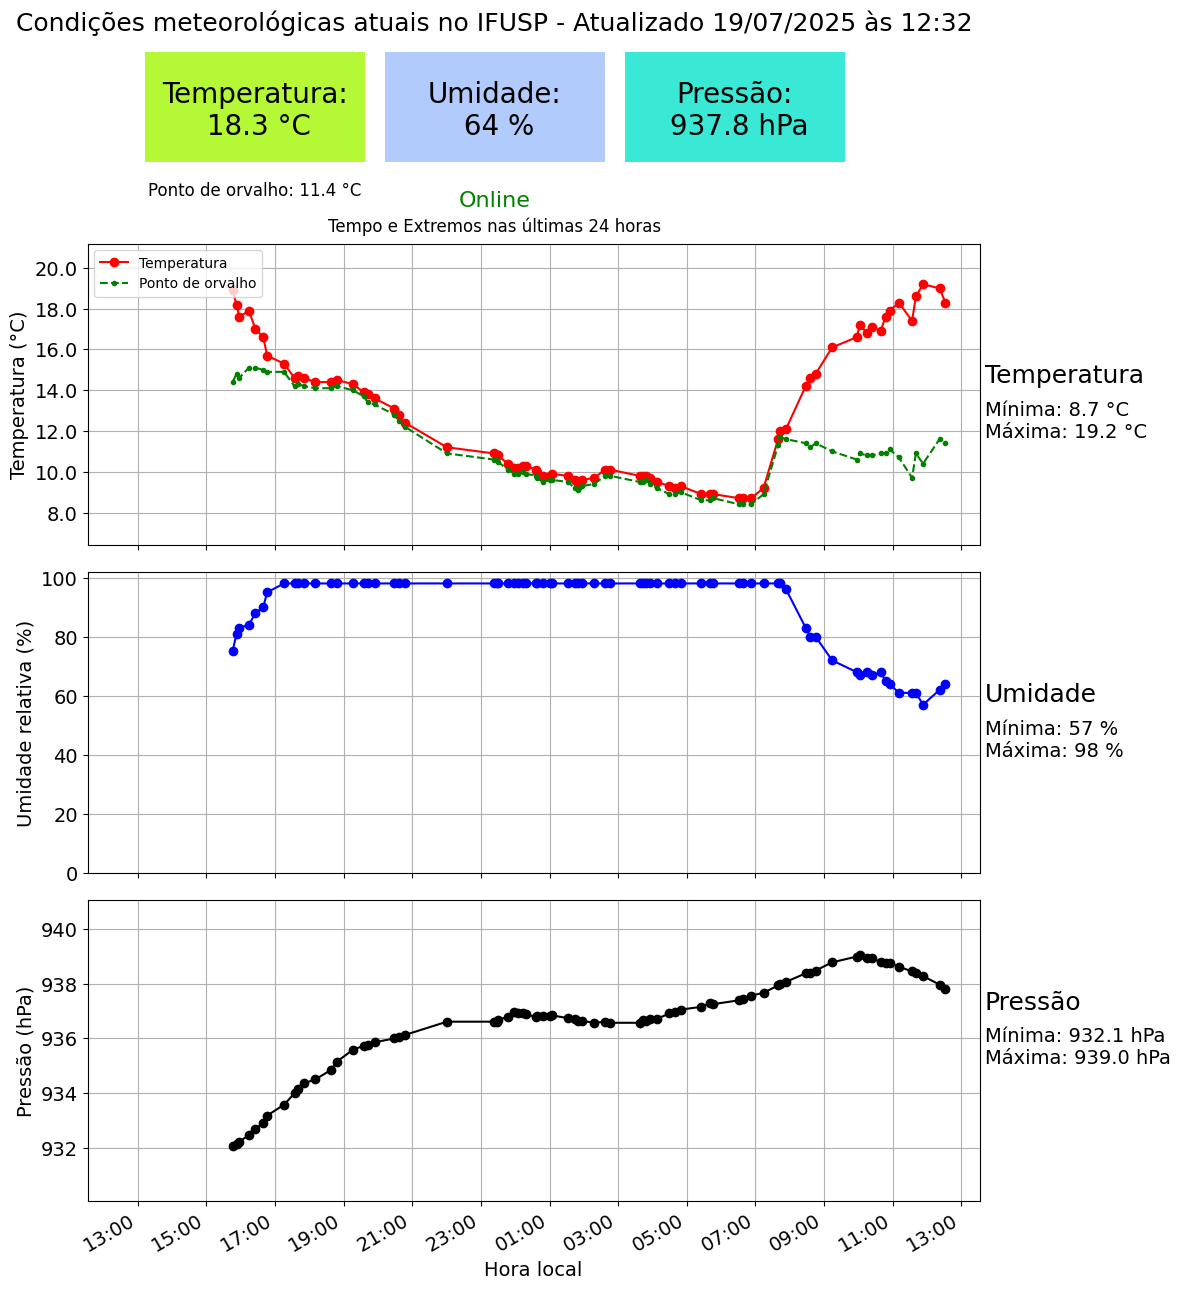 Condições meteorológicas atuais no IFUSP - Atualizado 19/07/2025 às 12:32
Temperatura:
18.3 °C
Umidade:
64 %
Pressão:
937.8 hPa
Ponto de orvalho: 11.4 °C
Online
Tempo e Extremos nas últimas 24 horas
Temperatura
Ponto de orvalho
Temperatura (°C)
20.0
18.0
16.0
14.0
12.0
10.0
8.0
Temperatura
Mínima: 8.7 °C
Máxima: 19.2 °C
Umidade relativa (%)
100
80
60
40
20
0
Umidade
Mínima: 57 %
Máxima: 98 %
Pressão (hPa)
940
938
936
934
932
Pressão
Mínima: 932.1 hPa
Máxima: 939.0 hPa
13:00 15:00 17:00 19:00 21:00 23:00 01:00 03:00 05:00 07:00 09:00 11:00 13:00
Hora local